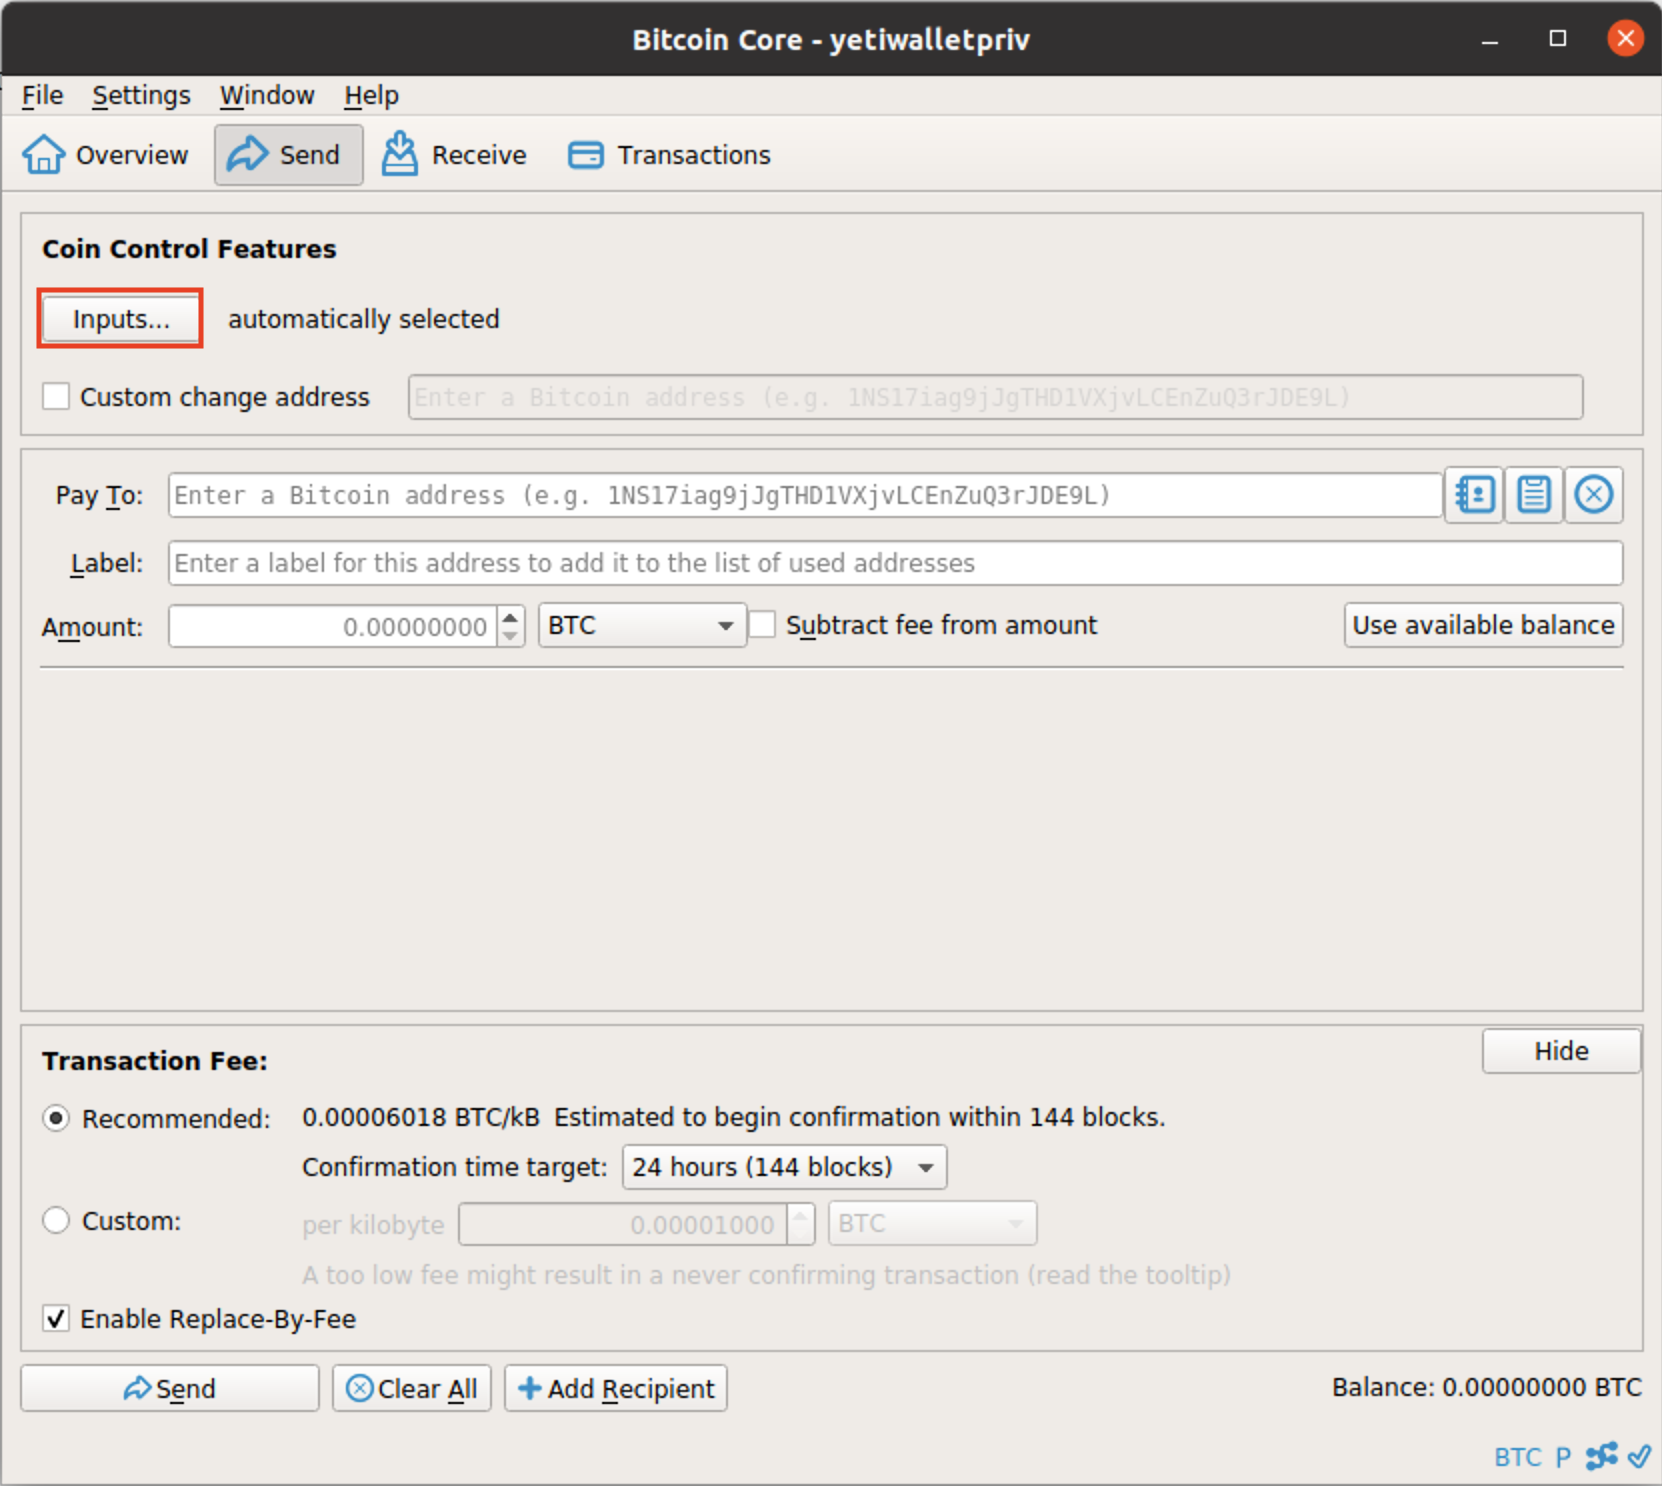 Bitcoin Core - yetiwalletpriv
File Settings Window Help
Overview Send Receive Transactions
Coin Control Features
Inputs... automatically selected
Custom change address Enter a Bitcoin address (e.g. 1NS17iag9jJgTHD1VXjvLCEnZuQ3rJDE9L)
Pay To: Enter a Bitcoin address (e.g. 1NS17iag9jJgTHD1VXjvLCEnZuQ3rJDE9L)
Label: Enter a label for this address to add it to the list of used addresses
Amount: 0.00000000 BTC Subtract fee from amount Use available balance
Hide
Transaction Fee:
Recommended: 0.00006018 BTC/kB Estimated to begin confirmation within 144 blocks.
Confirmation time target: 24 hours (144 blocks)
Custom: per kilobyte 0.00001000 BTC
A too low fee might result in a never confirming transaction (read the tooltip)
Enable Replace-By-Fee
Send Clear All Add Recipient Balance: 0.00000000 BTC
BTC P